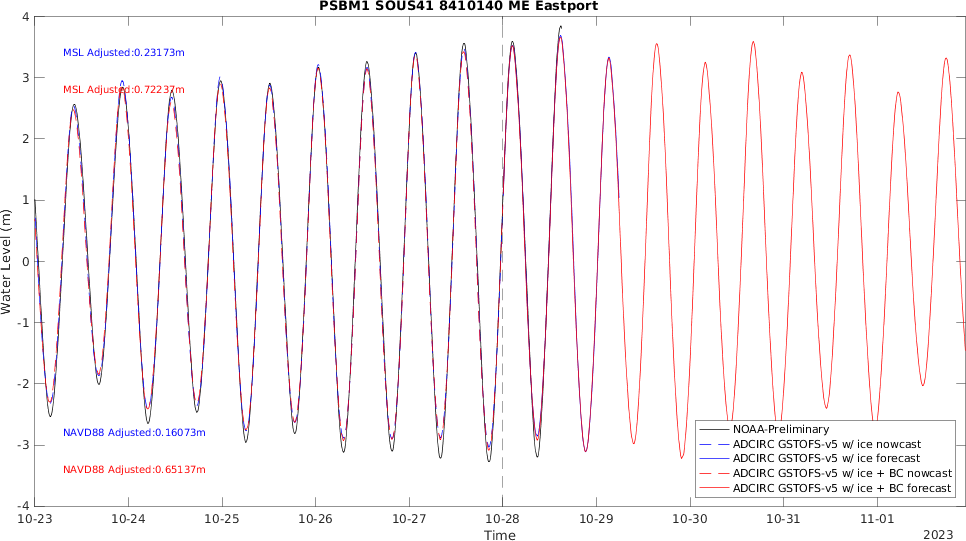 PSBM1 SOUS41 8410140 ME Eastport
4
3
2
1
0
-1
-2
-3
-4
Water Level (m)
MSL Adjusted:0.23173m
MSL Adjusted:0.72237m
NAVD88 Adjusted:0.16073m
NAVD88 Adjusted:0.65137m
NOAA-Preliminary
ADCIRC GSTOFS-v5 w/ ice nowcast
ADCIRC GSTOFS-v5 w/ ice forecast
ADCIRC GSTOFS-v5 w/ ice + BC nowcast
ADCIRC GSTOFS-v5 w/ ice + BC forecast
10-23 10-24 10-25 10-26 10-27 10-28 10-29 10-30 10-31 11-01
Time
2023